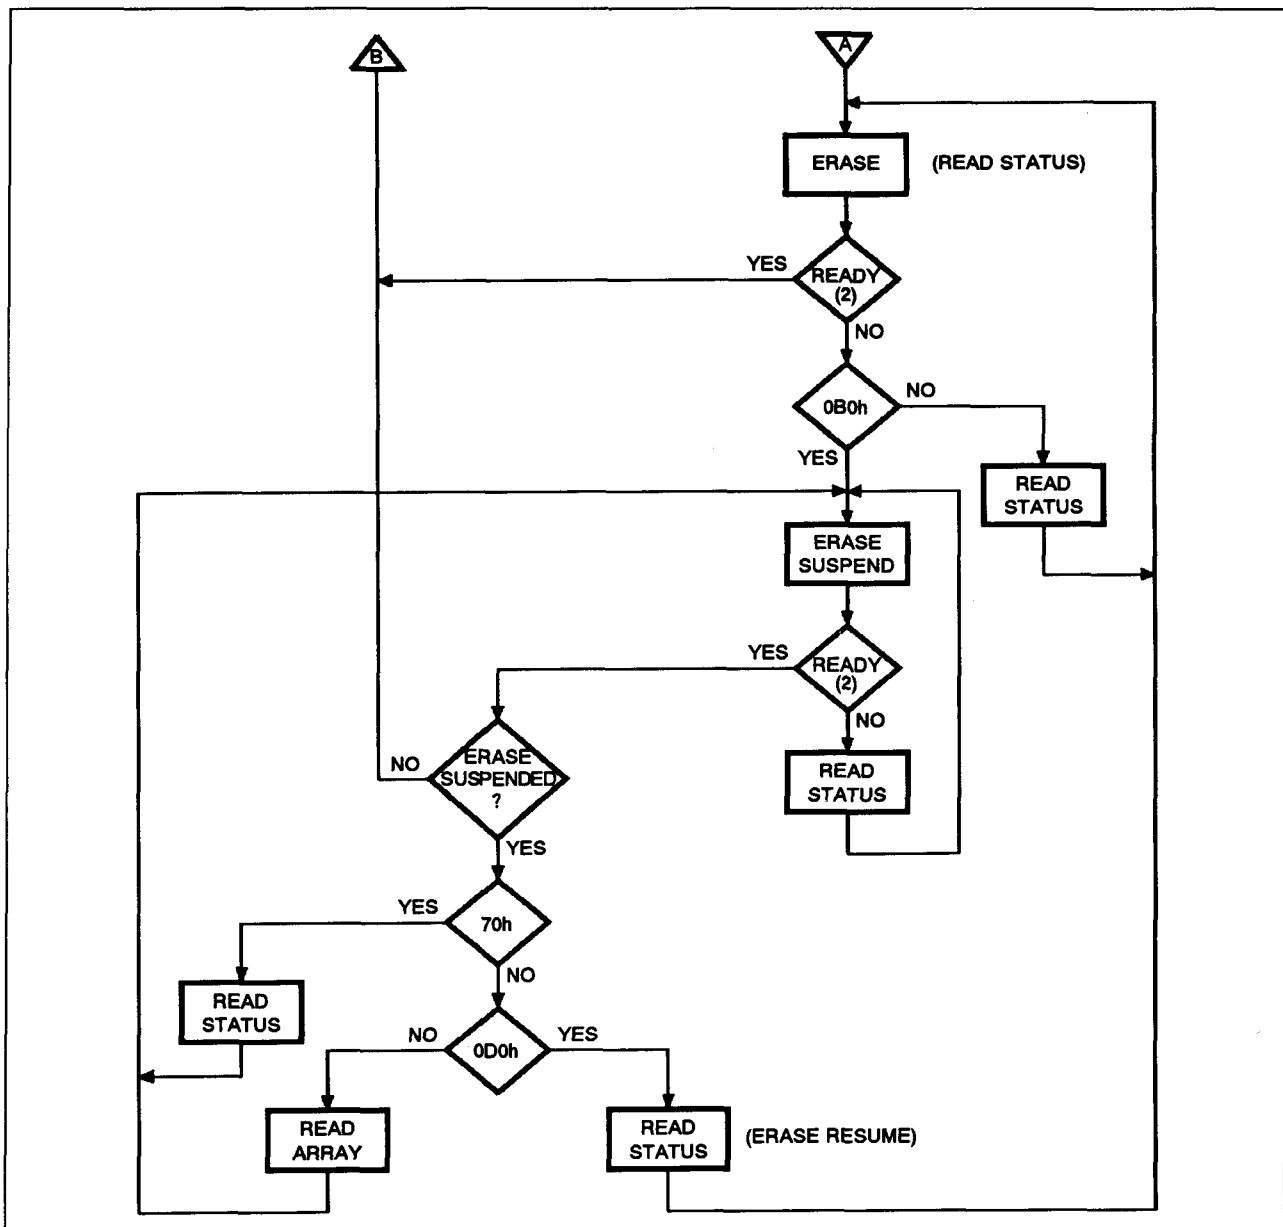 B
A
ERASE
(READ STATUS)
YES
READY
(2)
NO
0B0h
NO
YES
READ
STATUS
ERASE
SUSPEND
YES
READY
(2)
NO
ERASE
SUSPENDED
?
NO
READ
STATUS
YES
YES
70h
NO
READ
STATUS
NO
0D0h
YES
READ
ARRAY
READ
STATUS
(ERASE RESUME)